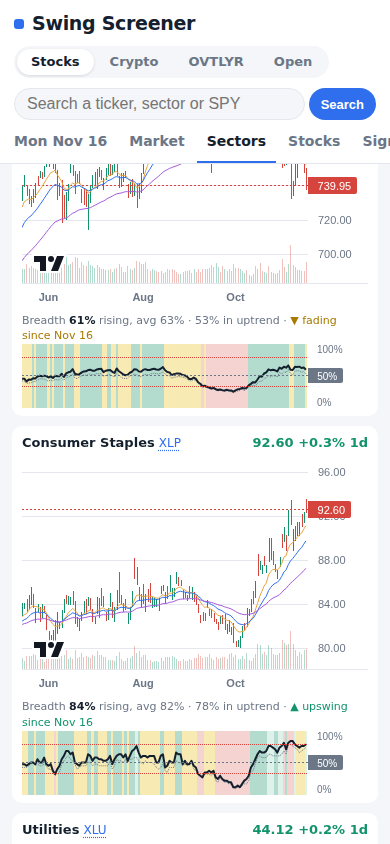 Swing Screener
Stocks Crypto OVTLYR Open
Search a ticker, sector or SPY Search
Mon Nov 16 Market Sectors Stocks
739.95
720.00
700.00
Jun Aug Oct
Breadth 61% rising, avg 63% · 53% in uptrend · ▼ fading
since Nov 16
100%
50%
0%
Consumer Staples XLP 92.60 +0.3% 1d
96.00
92.60
88.00
84.00
80.00
Jun Aug Oct
Breadth 84% rising, avg 82% · 78% in uptrend · ▲ upswing
since Nov 16
100%
50%
0%
Utilities XLU 44.12 +0.2% 1d